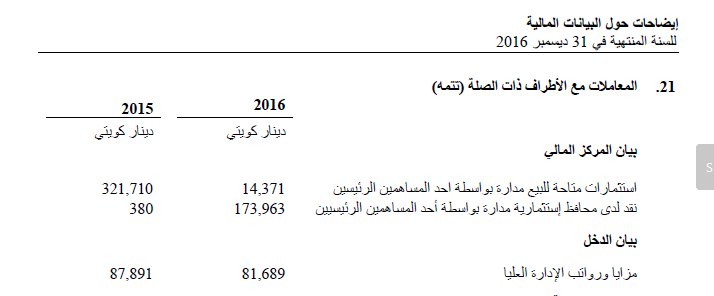 إيضاحات حول البيانات المالية
للسنة المنتهية في 31 ديسمبر 2016
21. المعاملات مع الأطراف ذات الصلة (تتمه)
2016 2015
دينار كويتي دينار كويتي
بيان المركز المالي
استثمارات متاحة للبيع مدارة بواسطة احد المساهمين الرئيسين 14,371 321,710
نقد لدى محافظ إستثمارية مدارة بواسطة أحد المساهمين الرئيسيين 173,963 380
بيان الدخل
مزايا ورواتب الإدارة العليا 81,689 87,891
S